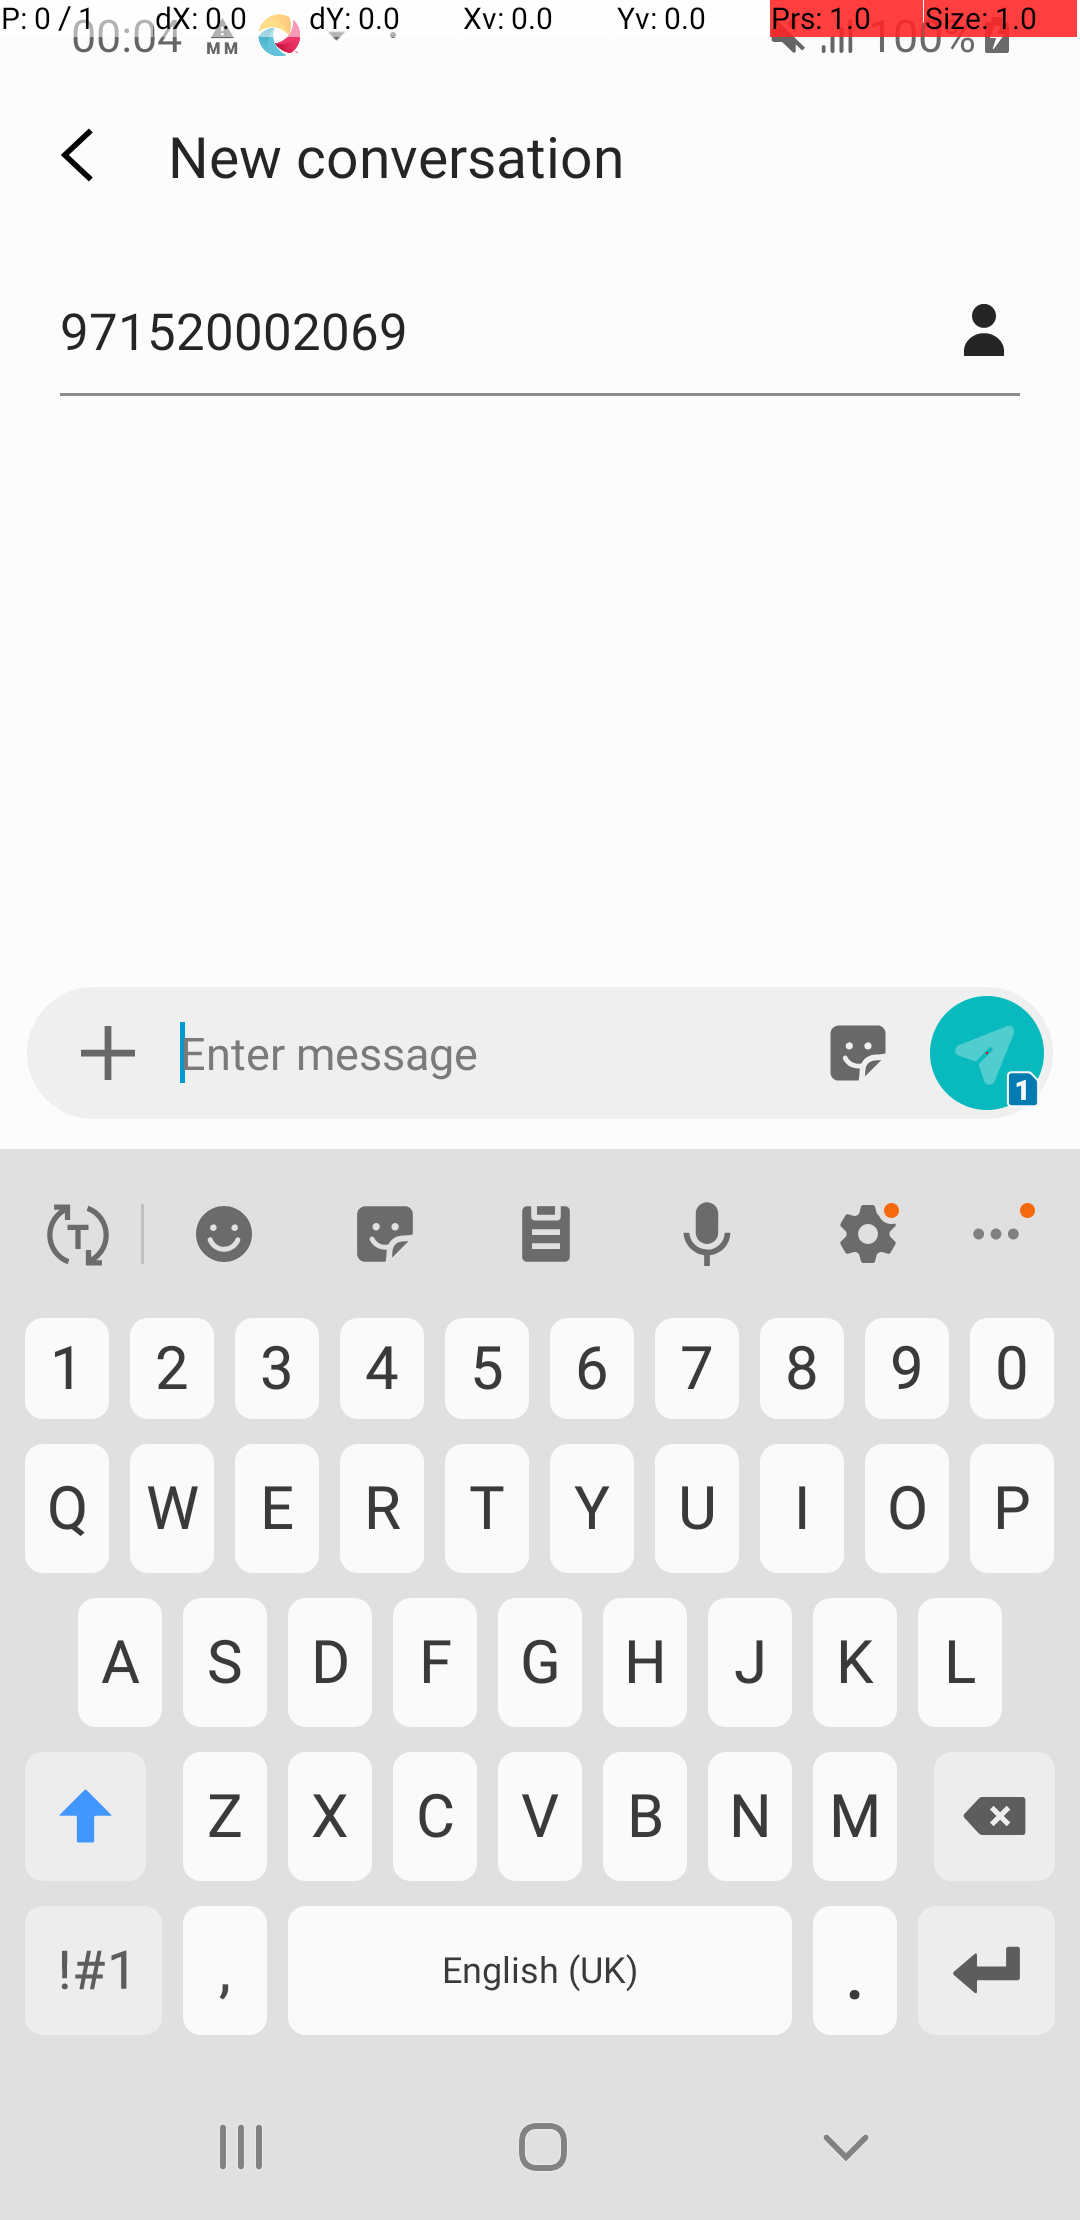 P: 0 / 1 dX: 0.0 dY: 0.0 Xv: 0.0 Yv: 0.0 Prs: 1.0 Size: 1.0
00:04 MM 100%
New conversation
971520002069
Enter message
1
T
1 2 3 4 5 6 7 8 9 0
Q W E R T Y U I O P
A S D F G H J K L
Z X C V B N M
!#1 , English (UK) .